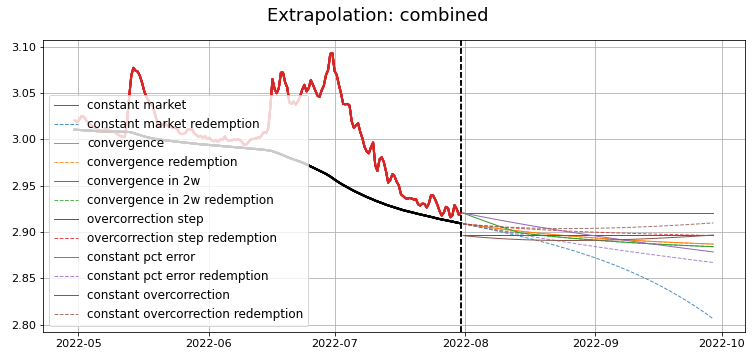 Extrapolation: combined
3.10
3.05
3.00
2.95
2.90
2.85
2.80
constant market
constant market redemption
convergence
convergence redemption
convergence in 2w
convergence in 2w redemption
overcorrection step
overcorrection step redemption
constant pct error
constant pct error redemption
constant overcorrection
constant overcorrection redemption
2022-05 2022-06 2022-07 2022-08 2022-09 2022-10